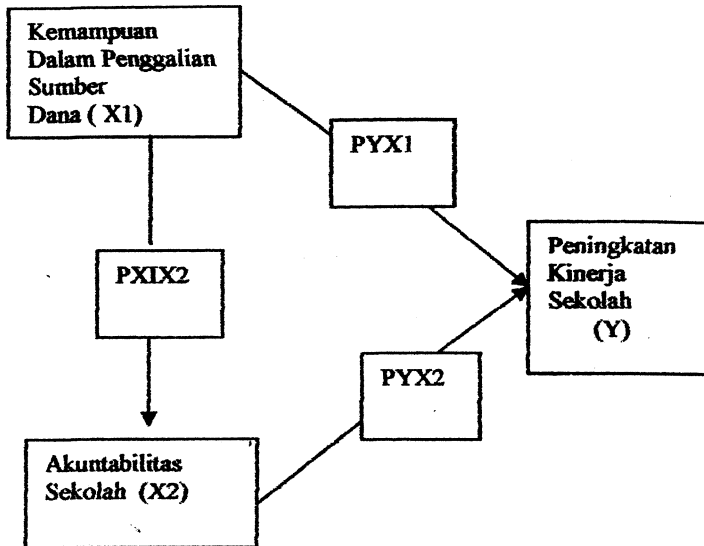 Kemampuan
Dalam Penggalian
Sumber
Dana ( X1)
PYX1
PXIX2
Peningkatan
Kinerja
Sekolah
(Y)
PYX2
Akuntabilitas
Sekolah (X2)